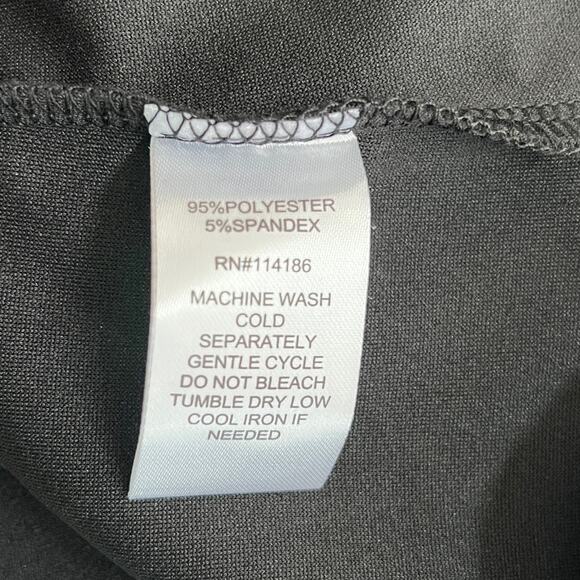 95%POLYESTER
5%SPANDEX
RN#114186
MACHINE WASH
COLD
SEPARATELY
GENTLE CYCLE
DO NOT BLEACH
TUMBLE DRY LOW
COOL IRON IF
NEEDED